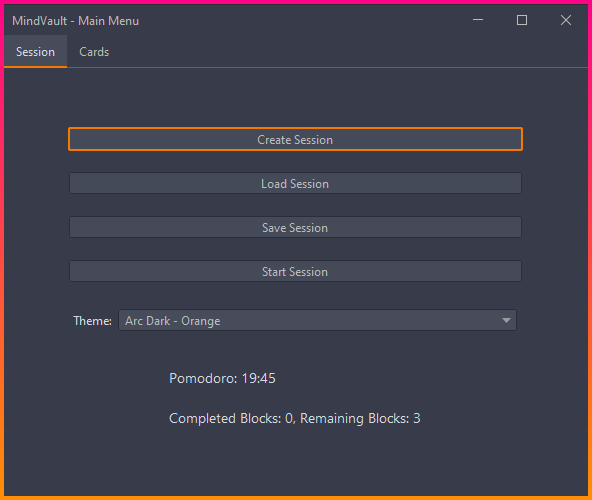 MindVault - Main Menu
Session Cards
Create Session
Load Session
Save Session
Start Session
Theme: Arc Dark - Orange
Pomodoro: 19:45
Completed Blocks: 0, Remaining Blocks: 3